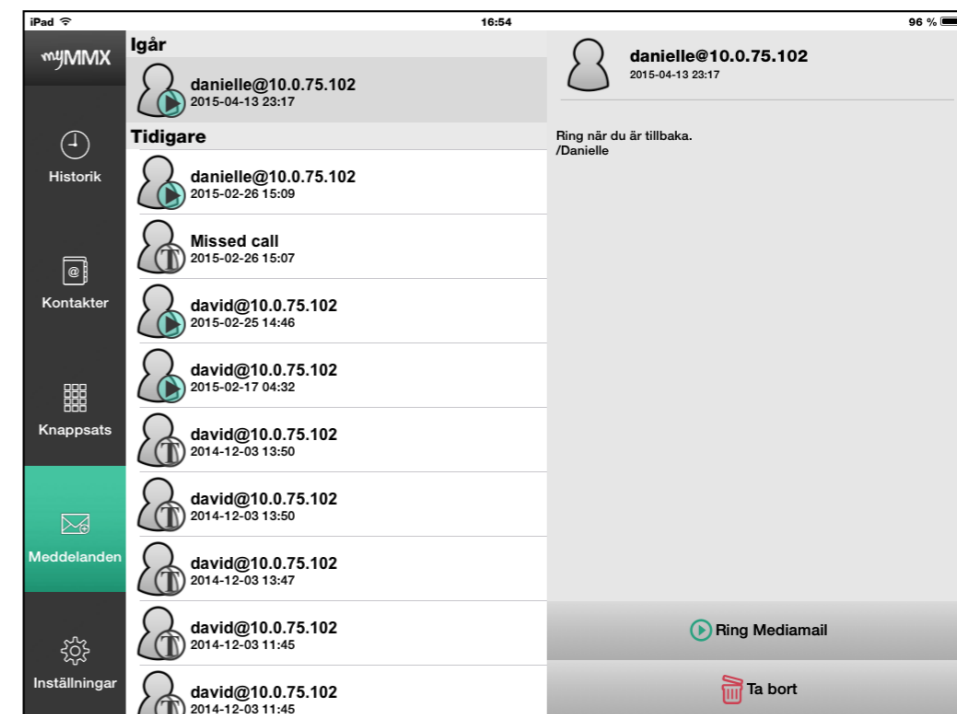 iPad
16:54
96 %
myMMX
Historik
Kontakter
Knappsats
Meddelanden
Inställningar
Igår
danielle@10.0.75.102
2015-04-13 23:17
Tidigare
danielle@10.0.75.102
2015-02-26 15:09
Missed call
2015-02-26 15:07
david@10.0.75.102
2015-02-25 14:46
david@10.0.75.102
2015-02-17 04:32
david@10.0.75.102
2014-12-03 13:50
david@10.0.75.102
2014-12-03 13:50
david@10.0.75.102
2014-12-03 13:47
david@10.0.75.102
2014-12-03 11:45
david@10.0.75.102
2014-12-03 11:45
danielle@10.0.75.102
2015-04-13 23:17
Ring när du är tillbaka.
/Danielle
Ring Mediamail
Ta bort